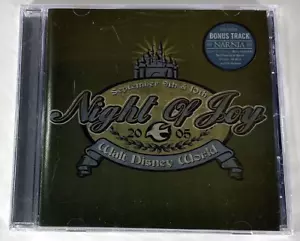 BONUS TRACK
NARNIA
September 9th & 10th
Night Of Joy
20 05
Walt Disney World